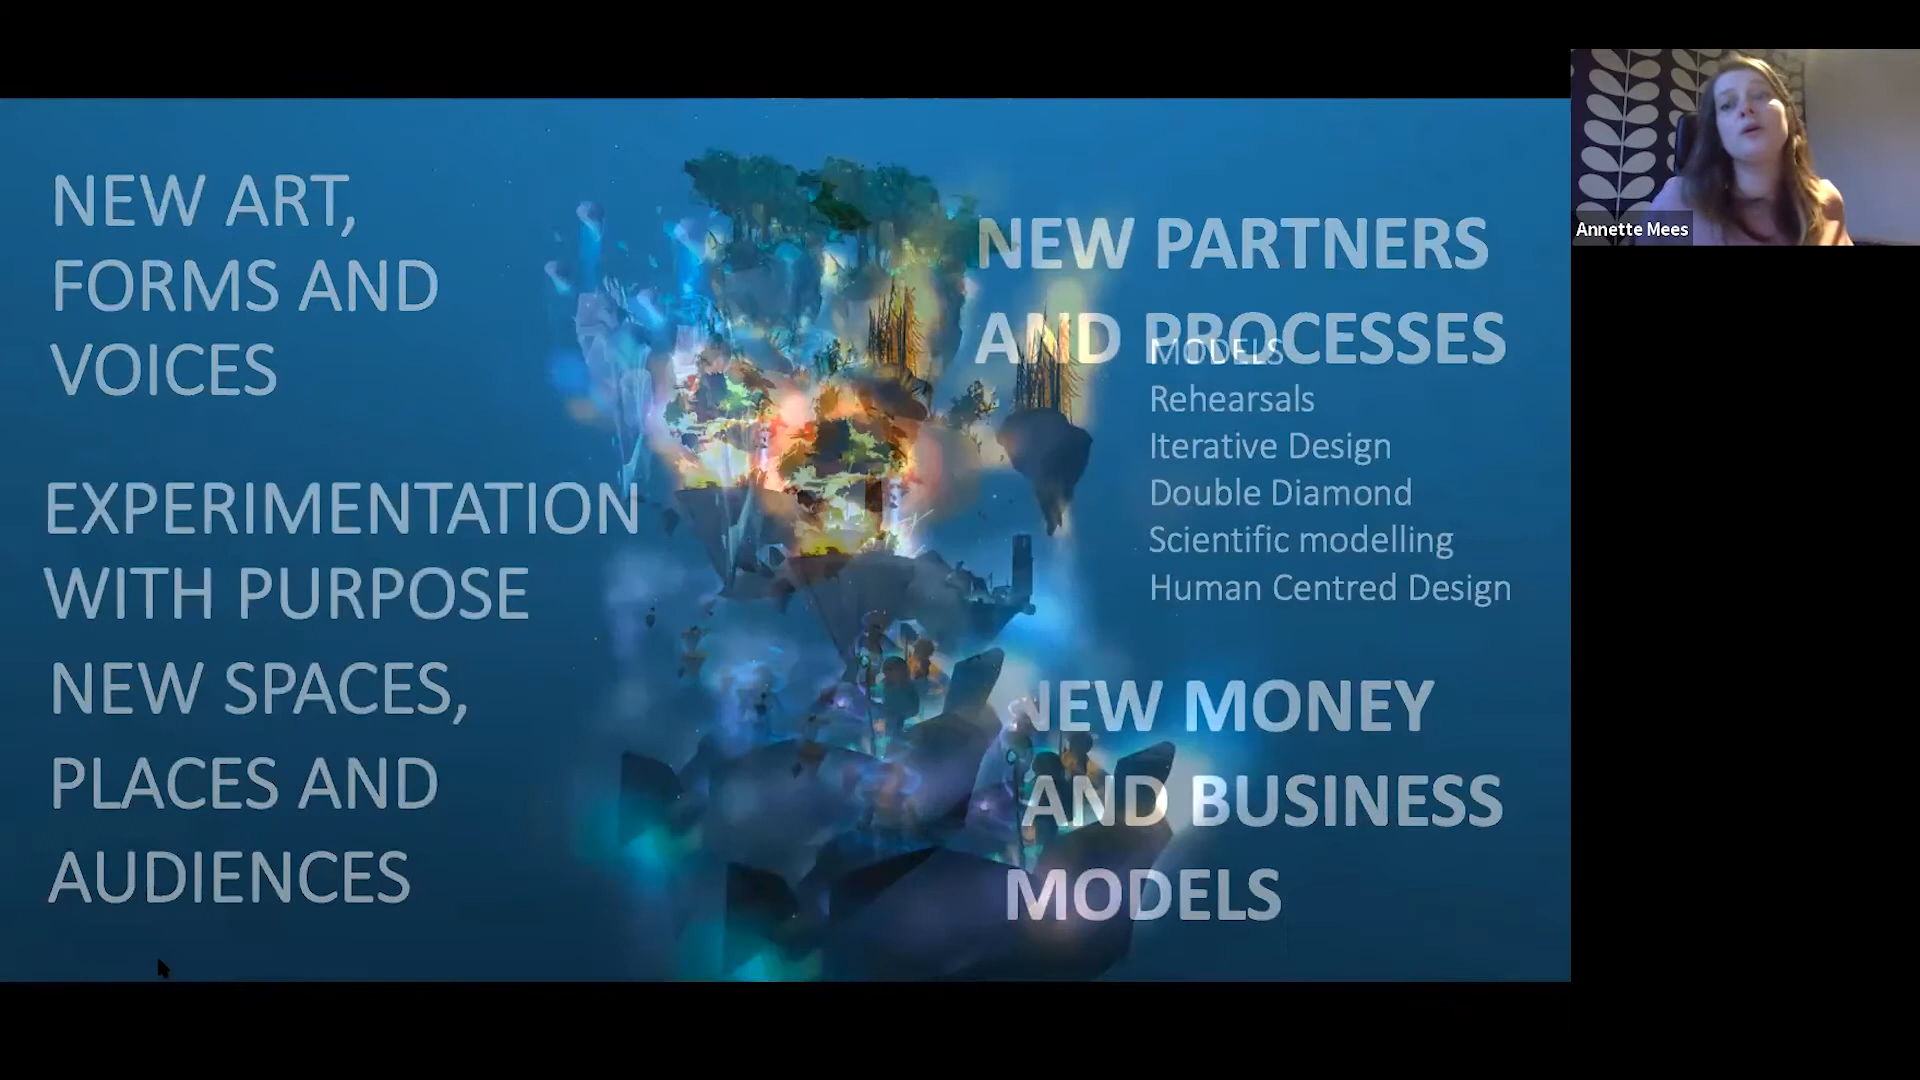 NEW ART,
FORMS AND
VOICES
EXPERIMENTATION
WITH PURPOSE
NEW SPACES,
PLACES AND
AUDIENCES
NEW PARTNERS
AND PROCESSES
MODELS
Rehearsals
Iterative Design
Double Diamond
Scientific modelling
Human Centred Design
NEW MONEY
AND BUSINESS
MODELS
Annette Mees